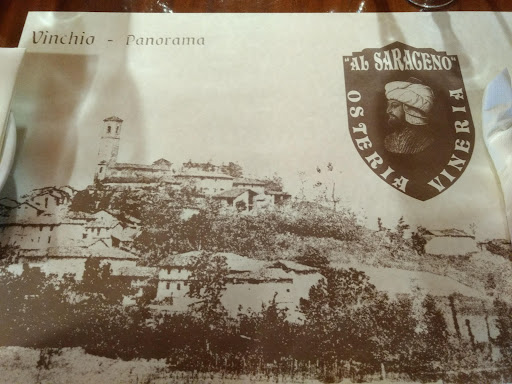 Vinchio - Panorama
"AL SARACENO"
OSTERIA VINERIA